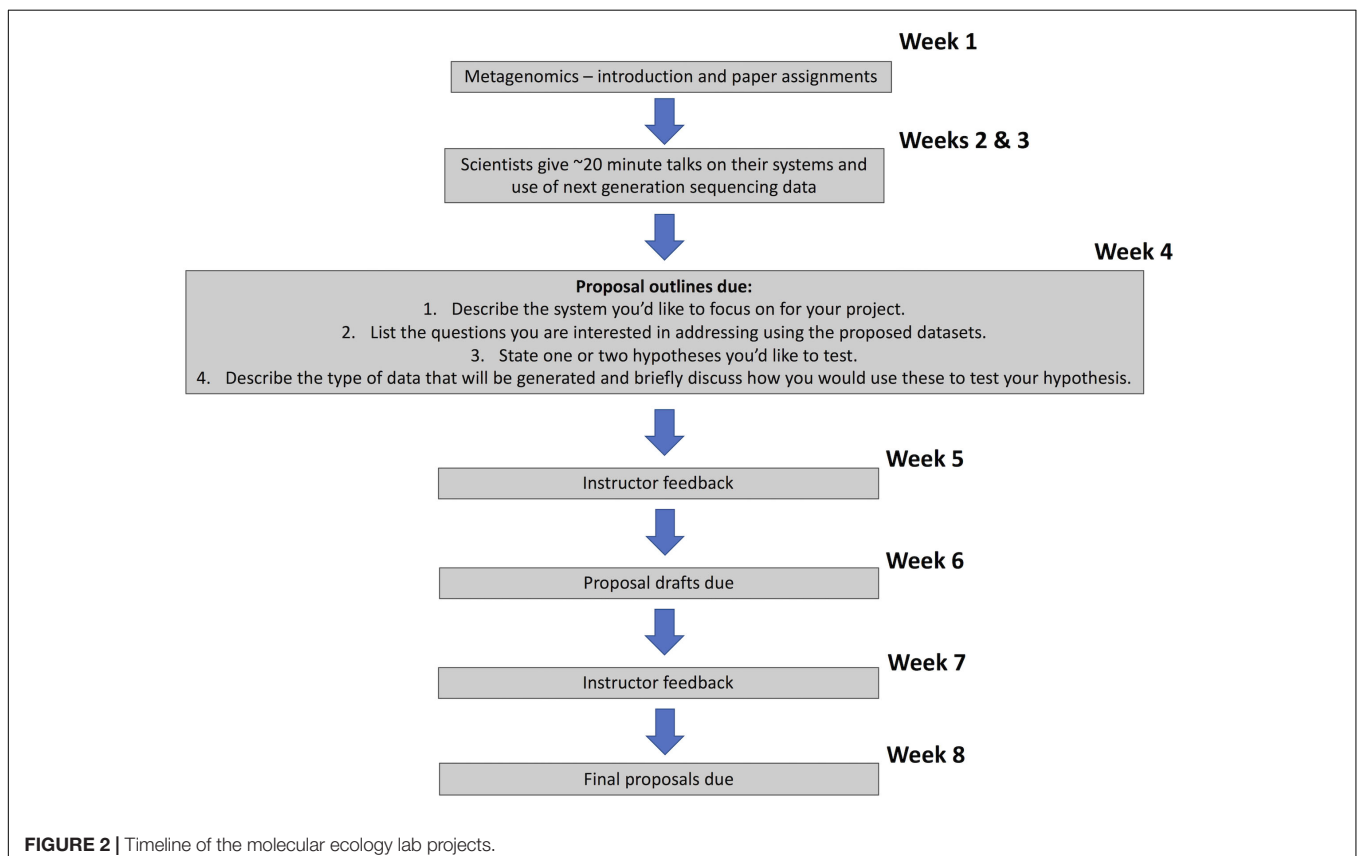 Week 1
Metagenomics – introduction and paper assignments
Weeks 2 & 3
Scientists give ~20 minute talks on their systems and
use of next generation sequencing data
Week 4
Proposal outlines due:
1. Describe the system you’d like to focus on for your project.
2. List the questions you are interested in addressing using the proposed datasets.
3. State one or two hypotheses you’d like to test.
4. Describe the type of data that will be generated and briefly discuss how you would use these to test your hypothesis.
Week 5
Instructor feedback
Week 6
Proposal drafts due
Week 7
Instructor feedback
Week 8
Final proposals due
FIGURE 2 | Timeline of the molecular ecology lab projects.